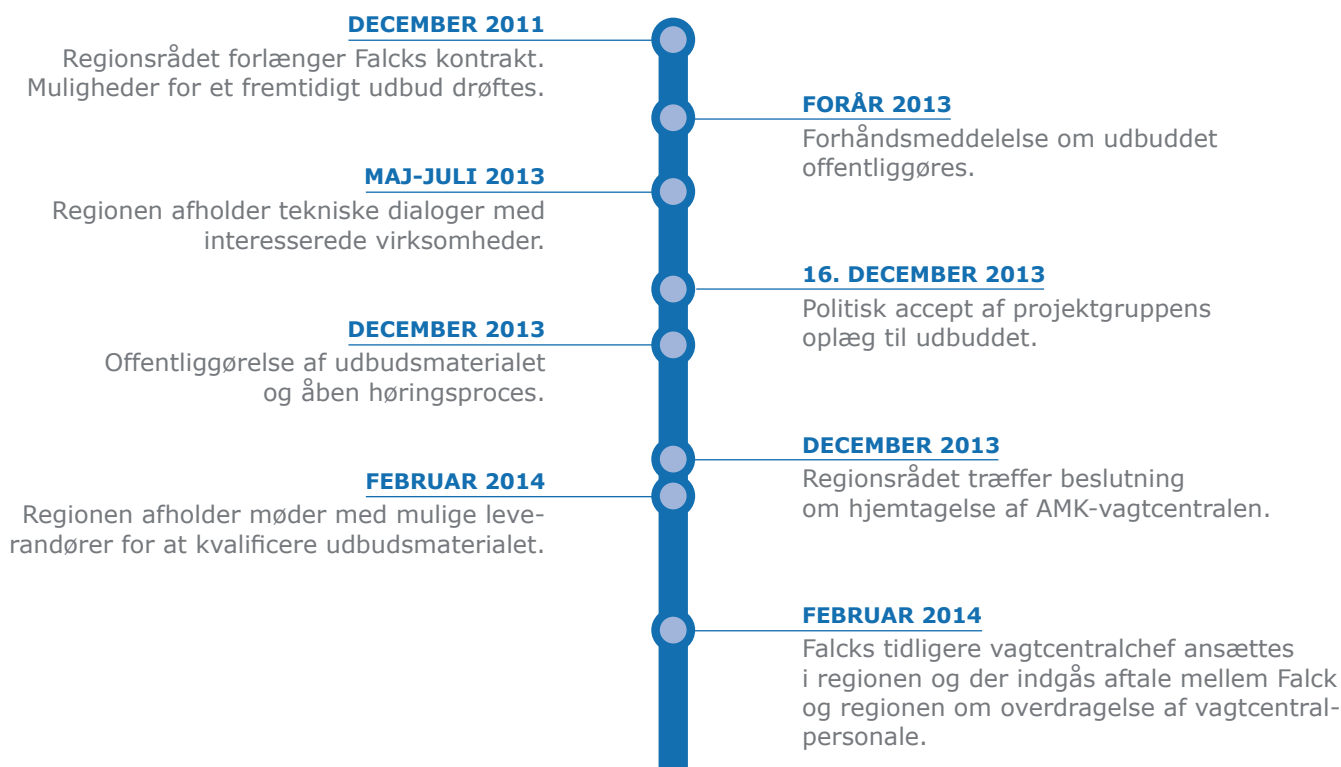 DECEMBER 2011
Regionsrådet forlænger Falcks kontrakt.
Muligheder for et fremtidigt udbud drøftes.
FORÅR 2013
Forhåndsmeddelelse om udbuddet
offentliggøres.
MAJ-JULI 2013
Regionen afholder tekniske dialoger med
interesserede virksomheder.
16. DECEMBER 2013
Politisk accept af projektgruppens
oplæg til udbuddet.
DECEMBER 2013
Offentliggørelse af udbudsmaterialet
og åben høringsproces.
DECEMBER 2013
Regionsrådet træffer beslutning
om hjemtagelse af AMK-vagtcentralen.
FEBRUAR 2014
Regionen afholder møder med mulige leve-
randører for at kvalificere udbudsmaterialet.
FEBRUAR 2014
Falcks tidligere vagtcentralchef ansættes
i regionen og der indgås aftale mellem Falck
og regionen om overdragelse af vagtcentral-
personale.